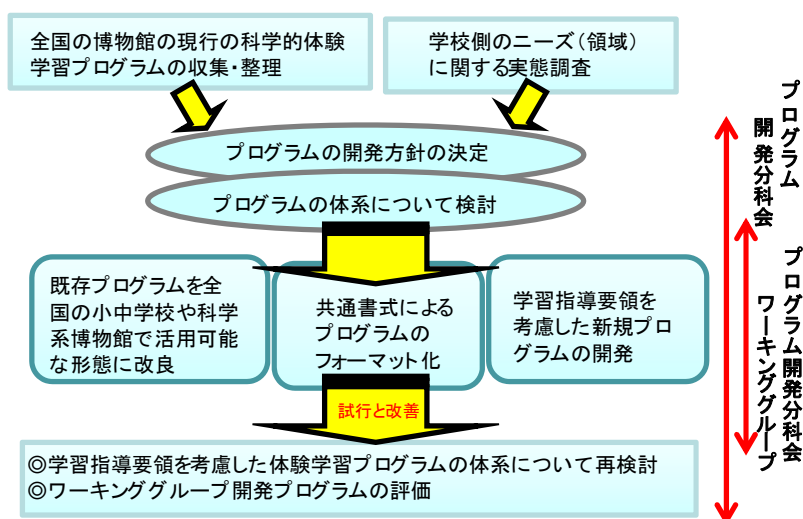 全国の博物館の現行の科学的体験
学習プログラムの収集・整理
学校側のニーズ（領域）
に関する実態調査
プログラムの開発方針の決定
プログラムの体系について検討
既存プログラムを全
国の小中学校や科学
系博物館で活用可能
な形態に改良
共通書式による
プログラムの
フォーマット化
学習指導要領を
考慮した新規プロ
グラムの開発
試行と改善
◎学習指導要領を考慮した体験学習プログラムの体系について再検討
◎ワーキンググループ開発プログラムの評価
プログラム
開発分科会
プログラム開発分科会
ワーキンググループ